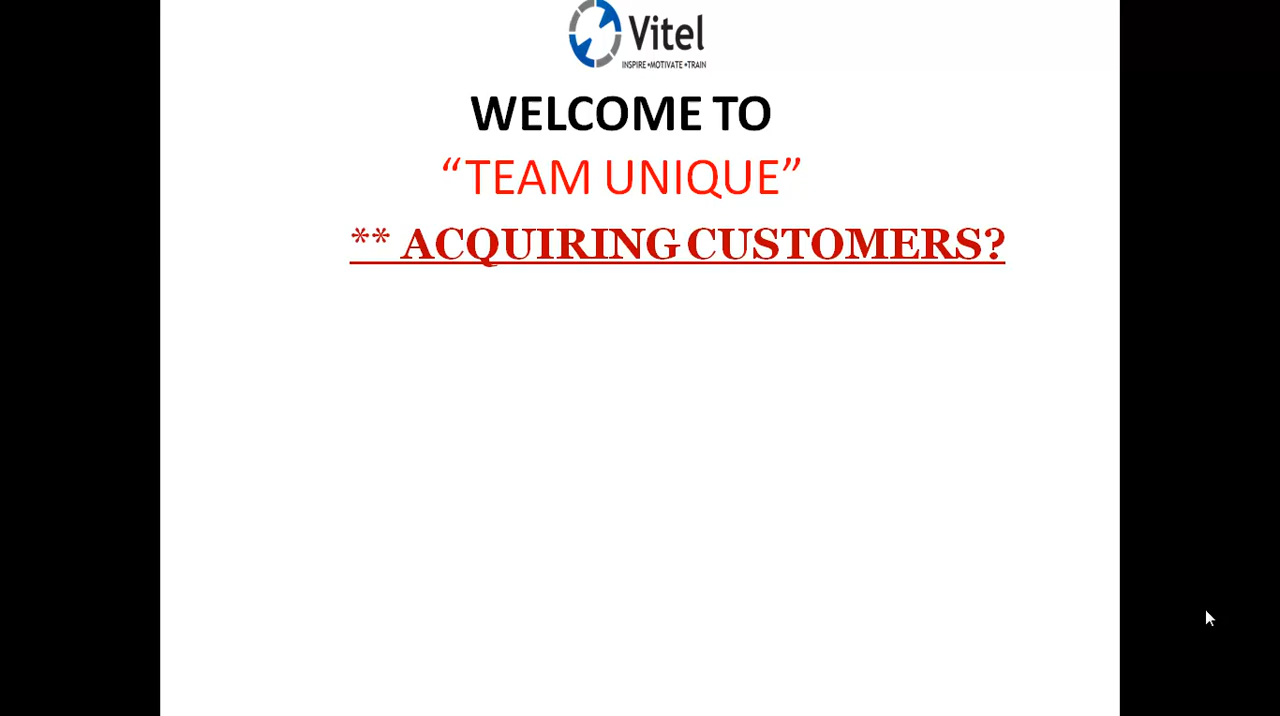 Vitel
INSPIRE •MOTIVATE •TRAIN
WELCOME TO
“TEAM UNIQUE”
** ACQUIRING CUSTOMERS?